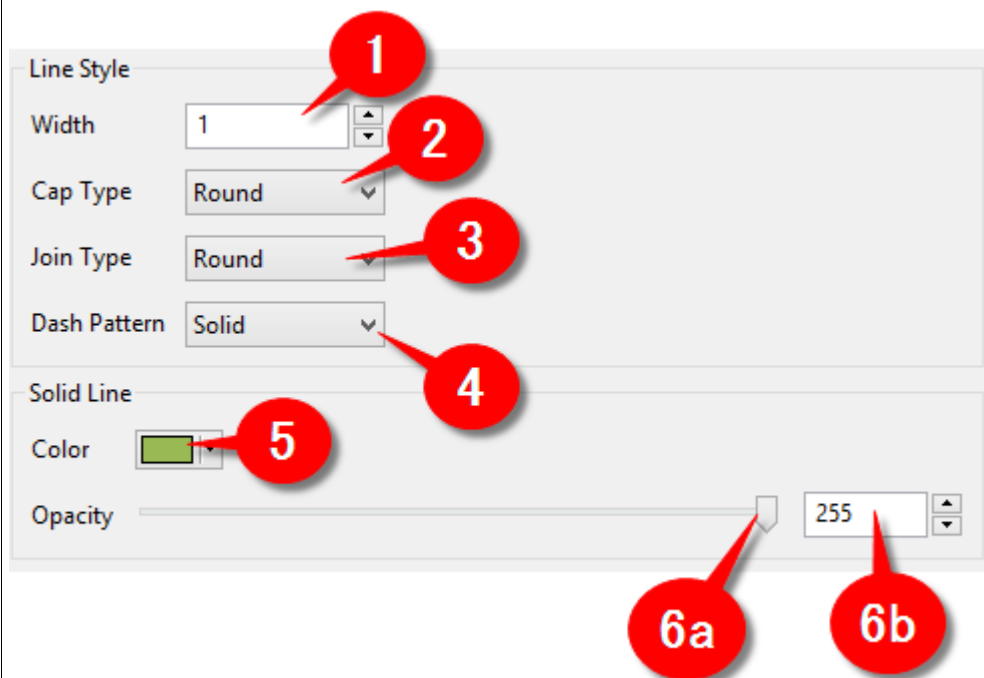 1
Line Style
Width 1
2
Cap Type Round
3
Join Type Round
Dash Pattern Solid
4
Solid Line
Color 5
Opacity 255
6a 6b